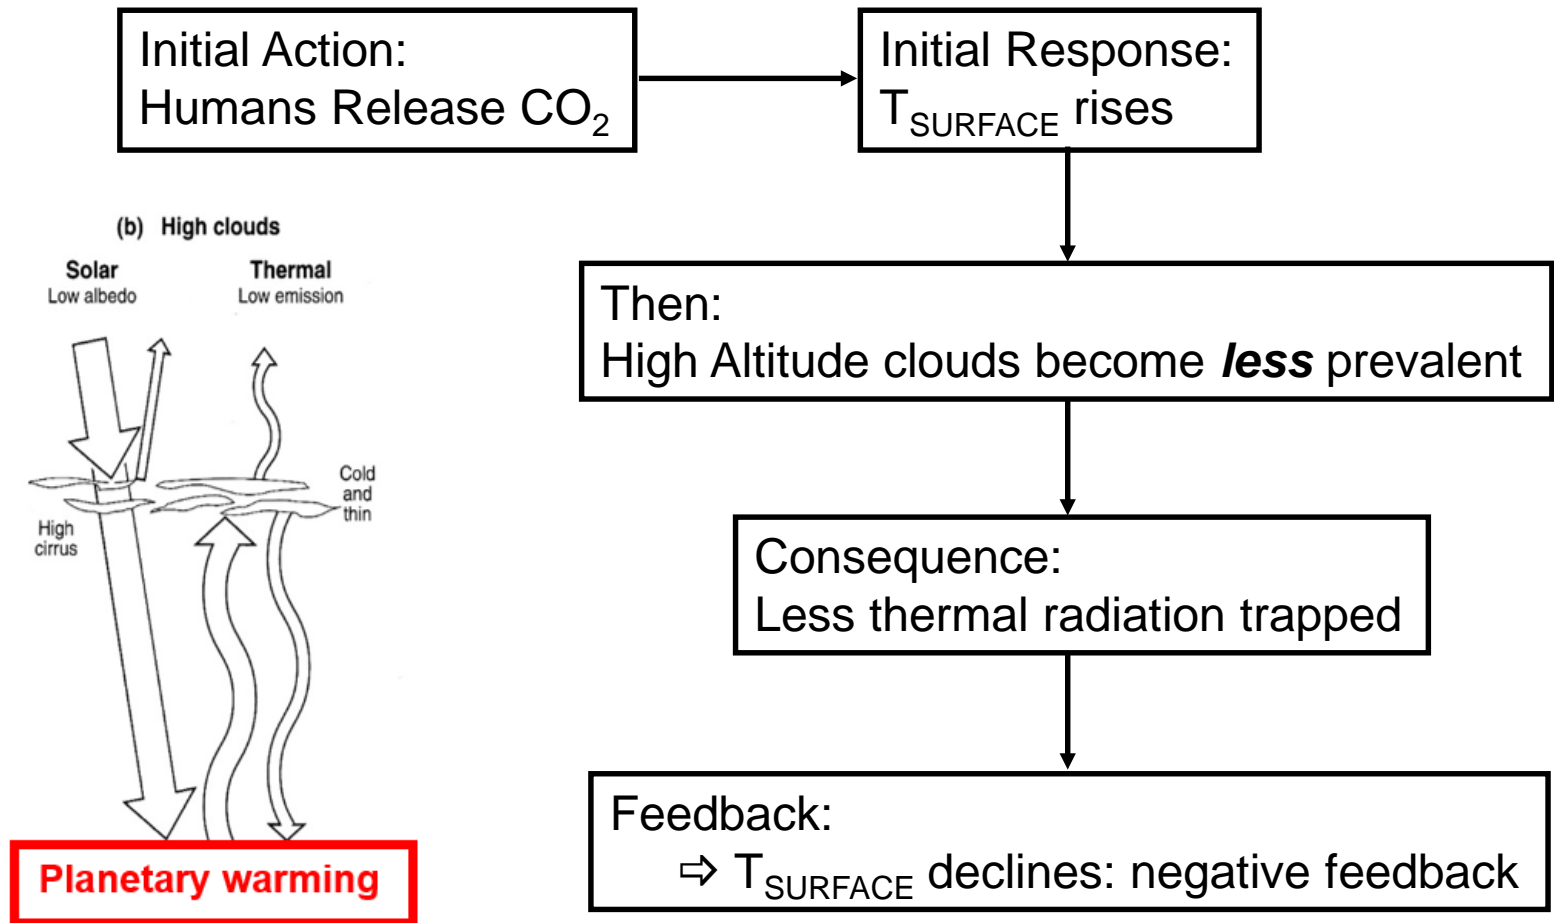 Initial Action:
Humans Release CO₂
Initial Response:
T_SURFACE rises
(b) High clouds
Solar
Low albedo
Thermal
Low emission
Cold
and
thin
High
cirrus
Planetary warming
Then:
High Altitude clouds become less prevalent
Consequence:
Less thermal radiation trapped
Feedback:
⇨ T_SURFACE declines: negative feedback